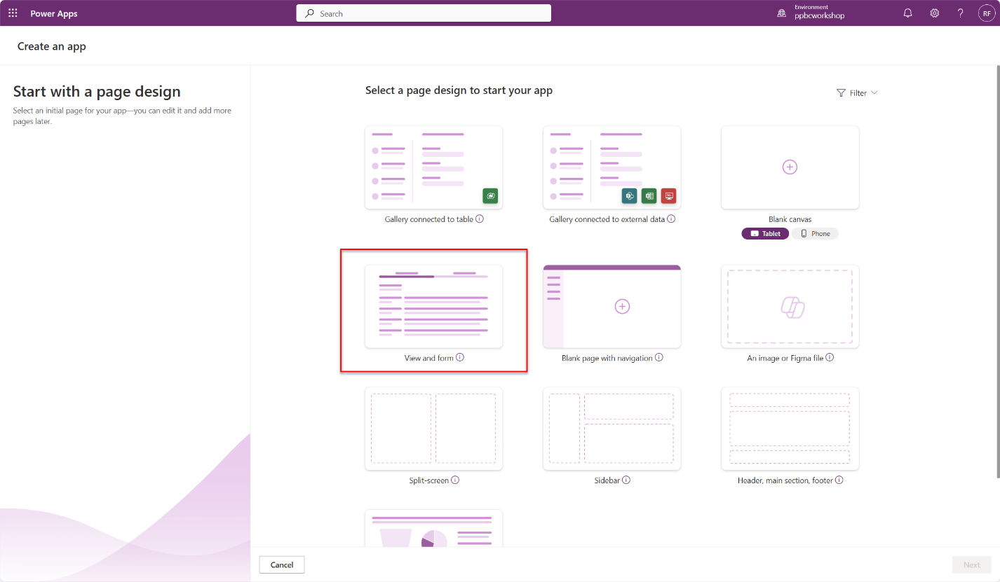 Power Apps
Search
Environment
ppbcworkshop
RF
Create an app
Start with a page design
Select an initial page for your app—you can edit it and add more
pages later.
Select a page design to start your app
Filter
Gallery connected to table
Gallery connected to external data
Blank canvas
Tablet
Phone
View and form
Blank page with navigation
An image or Figma file
Split-screen
Sidebar
Header, main section, footer
Cancel
Next